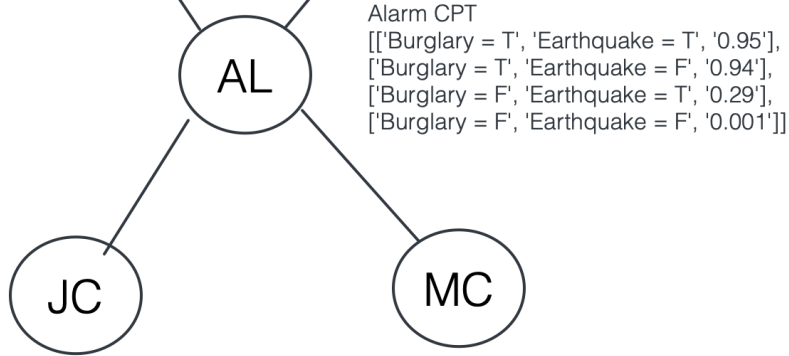 Alarm CPT
[['Burglary = T', 'Earthquake = T', '0.95'],
['Burglary = T', 'Earthquake = F', '0.94'],
['Burglary = F', 'Earthquake = T', '0.29'],
['Burglary = F', 'Earthquake = F', '0.001']]
AL
JC
MC